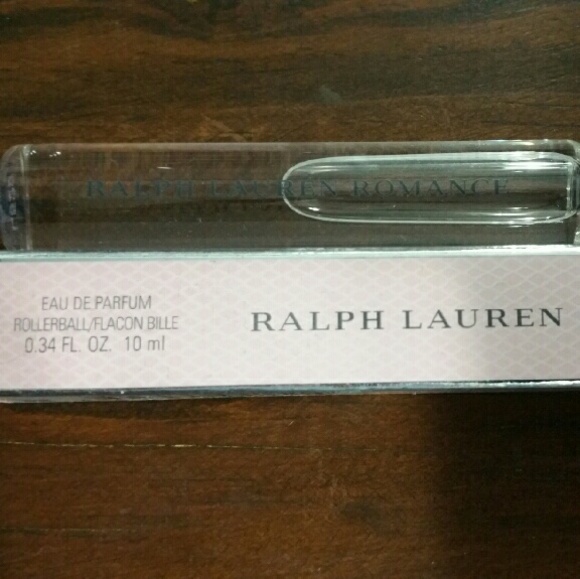 RALPH LAUREN ROMANCE
EAU DE PARFUM
ROLLERBALL/FLACON BILLE
0.34 FL. OZ. 10 ml
RALPH LAUREN